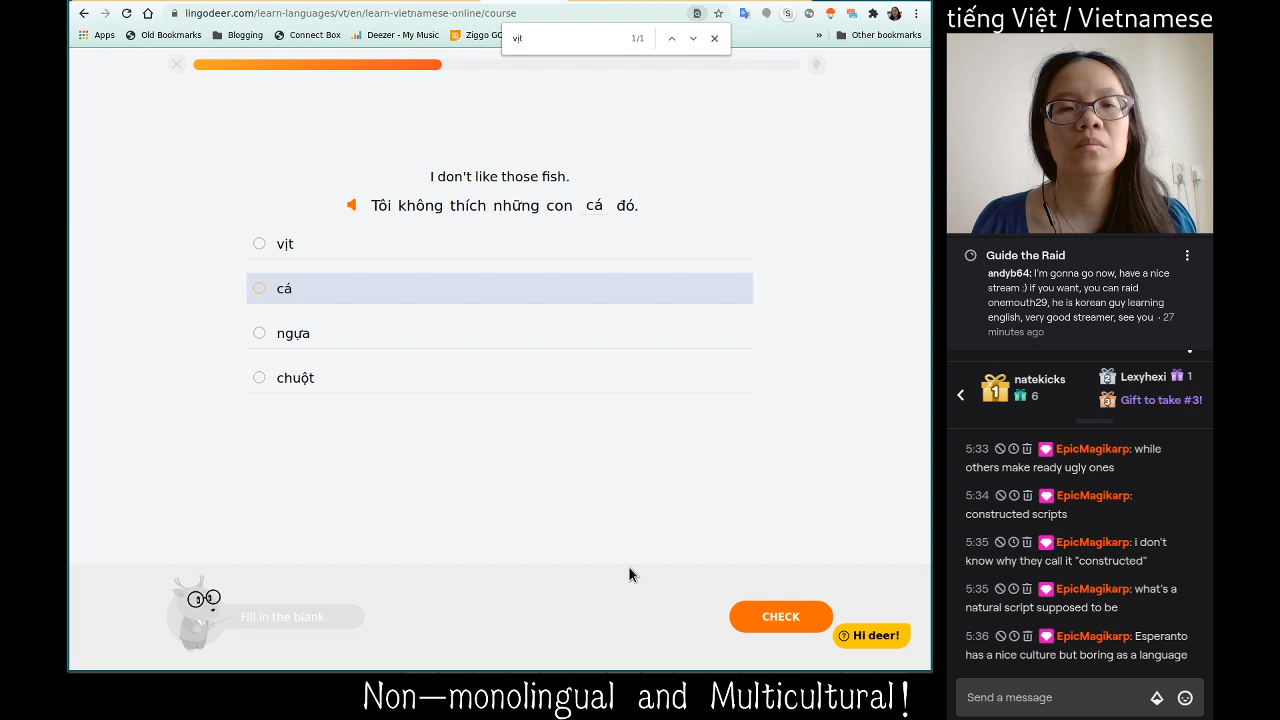 lingodeer.com/learn-languages/vt/en/learn-vietnamese-online/course
Apps Old Bookmarks Blogging Connect Box Deezer - My Music Ziggo GO » Other bookmarks
vịt 1/1
I don't like those fish.
Tôi không thích những con cá đó.
vịt
cá
ngựa
chuột
Fill in the blank.
CHECK
Hi deer!
tiếng Việt / Vietnamese
Guide the Raid
andyb64: I'm gonna go now, have a nice
stream :) if you want, you can raid
onemouth29, he is korean guy learning
english, very good streamer, see you · 27
minutes ago
natekicks
6
Lexyhexi 1
Gift to take #3!
5:33 EpicMagikarp: while
others make ready ugly ones
5:34 EpicMagikarp:
constructed scripts
5:35 EpicMagikarp: i don't
know why they call it "constructed"
5:35 EpicMagikarp: what's a
natural script supposed to be
5:36 EpicMagikarp: Esperanto
has a nice culture but boring as a language
Send a message
Non—monolingual and Multicultural!